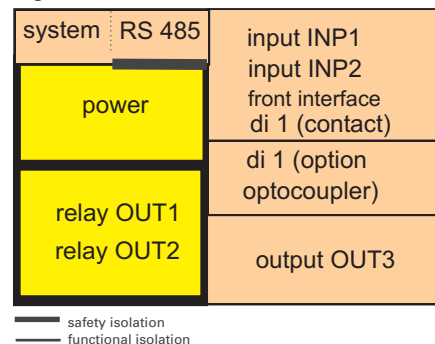 system RS 485
power
relay OUT1
relay OUT2
input INP1
input INP2
front interface
di 1 (contact)
di 1 (option
optocoupler)
output OUT3
safety isolation
functional isolation